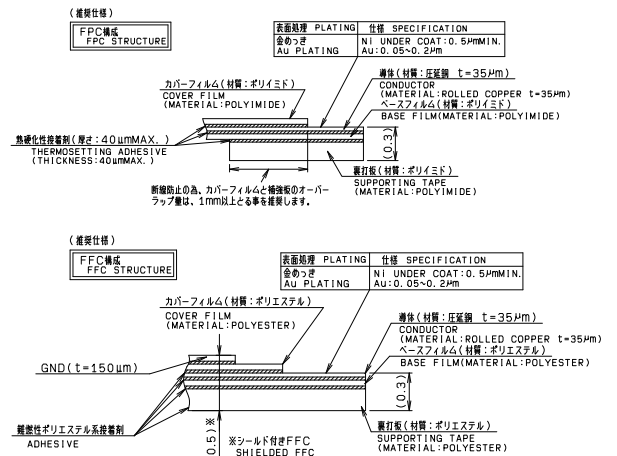 (推奨仕様)
FPC構成
FPC STRUCTURE
表面処理 PLATING 仕様 SPECIFICATION
金めっき
Au PLATING
Ni UNDER COAT:0.5μmMIN.
Au:0.05~0.2μm
カバーフィルム(材質:ポリイミド)
COVER FILM
(MATERIAL:POLYIMIDE)
導体(材質:圧延銅 t=35μm)
CONDUCTOR
(MATERIAL:ROLLED COPPER t=35μm)
ベースフィルム(材質:ポリイミド)
BASE FILM(MATERIAL:POLYIMIDE)
熱硬化性接着剤(厚さ:40μmMAX.)
THERMOSETTING ADHESIVE
(THICKNESS:40μmMAX.)
(0.3)
裏打板(材質:ポリイミド)
SUPPORTING TAPE
(MATERIAL:POLYIMIDE)
断線防止の為、カバーフィルムと補強板のオーバー
ラップ量は、1mm以上とる事を推奨します。
(推奨仕様)
FFC構成
FFC STRUCTURE
表面処理 PLATING 仕様 SPECIFICATION
金めっき
Au PLATING
Ni UNDER COAT:0.5μmMIN.
Au:0.05~0.2μm
カバーフィルム(材質:ポリエステル)
COVER FILM
(MATERIAL:POLYESTER)
導体(材質:圧延銅 t=35μm)
CONDUCTOR
(MATERIAL:ROLLED COPPER t=35μm)
ベースフィルム(材質:ポリエステル)
BASE FILM(MATERIAL:POLYESTER)
GND(t=150μm)
(0.3)
難燃性ポリエステル系接着剤
ADHESIVE
0.5)※
※シールド付きFFC
SHIELDED FFC
裏打板(材質:ポリエステル)
SUPPORTING TAPE
(MATERIAL:POLYESTER)